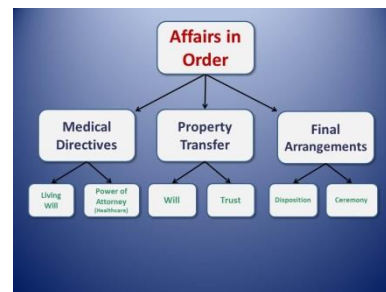 Affairs in
Order
Medical
Directives
Property
Transfer
Final
Arrangements
Living
Will
Power of
Attorney
(Healthcare)
Will
Trust
Disposition
Ceremony